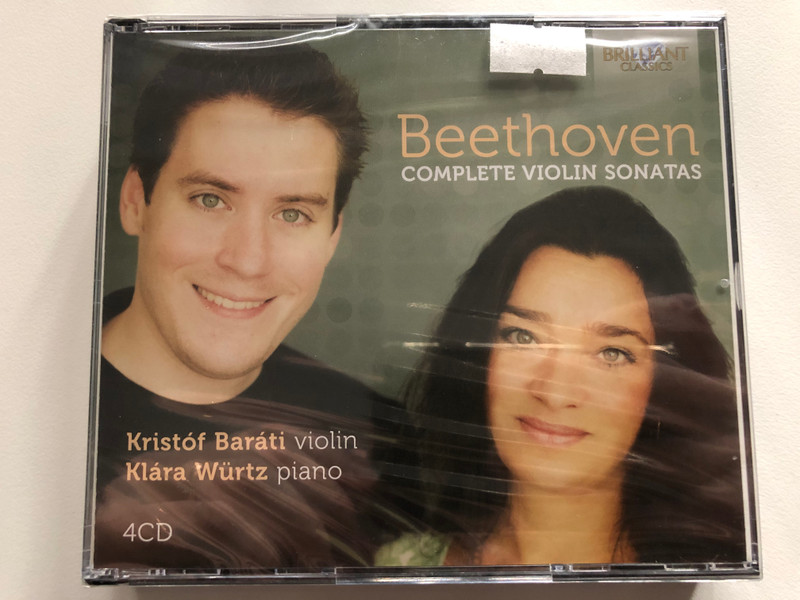 BRILLIANT
CLASSICS
Beethoven
COMPLETE VIOLIN SONATAS
Kristóf Baráti violin
Klára Würtz piano
4CD